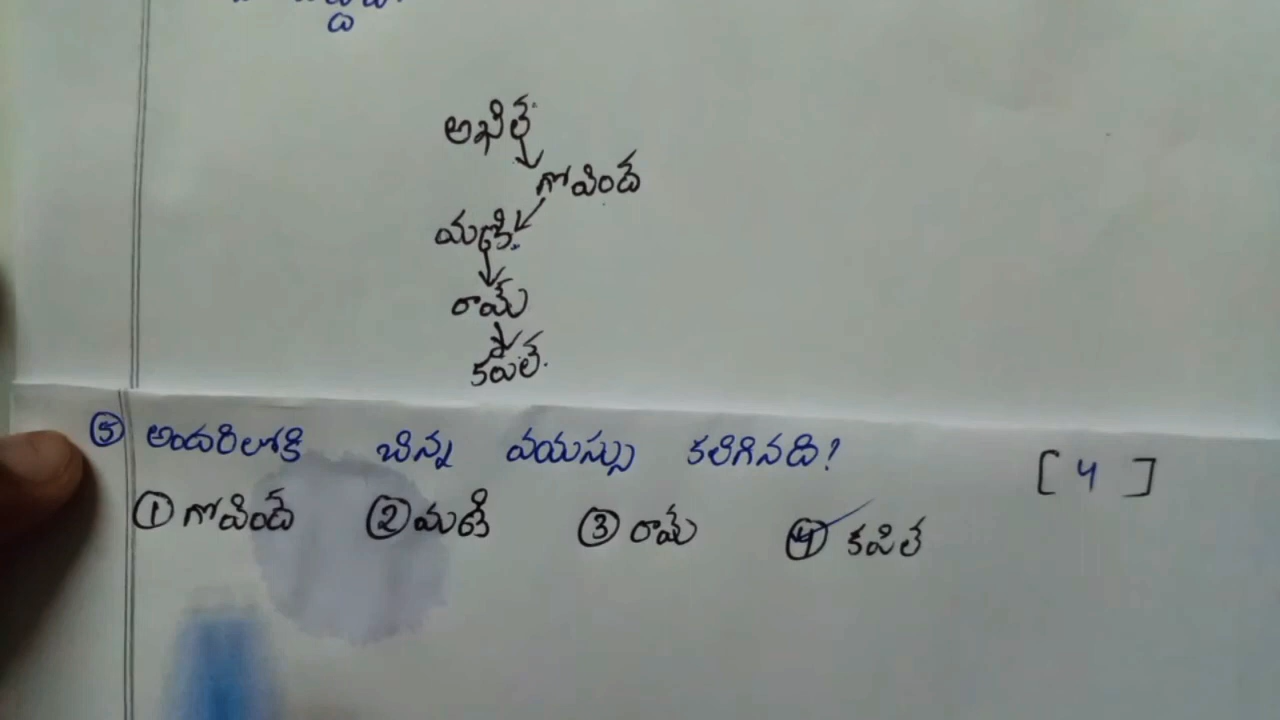 అఖిల్
గోవింద్
మణి
రామ్
కపిల్.
⑤ అందరిలోకి చిన్న వయస్సు కలిగినది? [ 4 ]
① గోవింద్ ② మణి ③ రామ్ ④ కపిల్